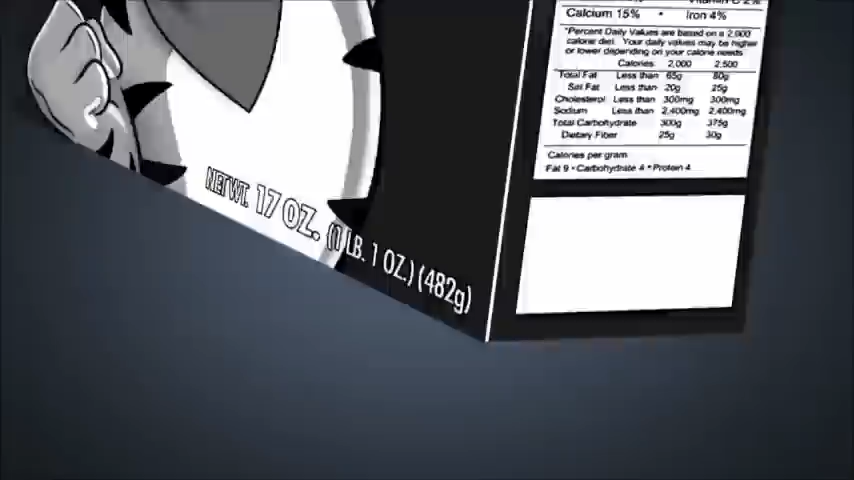 NET WT. 17 OZ. (1 LB. 1 OZ.) (482g)
Vitamin C 2%
Calcium 15% • Iron 4%
*Percent Daily Values are based on a 2,000
calorie diet. Your daily values may be higher
or lower depending on your calorie needs
Calories 2,000 2,500
Total Fat Less than 65g 80g
Sat Fat Less than 20g 25g
Cholesterol Less than 300mg 300mg
Sodium Less than 2,400mg 2,400mg
Total Carbohydrate 300g 375g
Dietary Fiber 25g 30g
Calories per gram
Fat 9 • Carbohydrate 4 • Protein 4